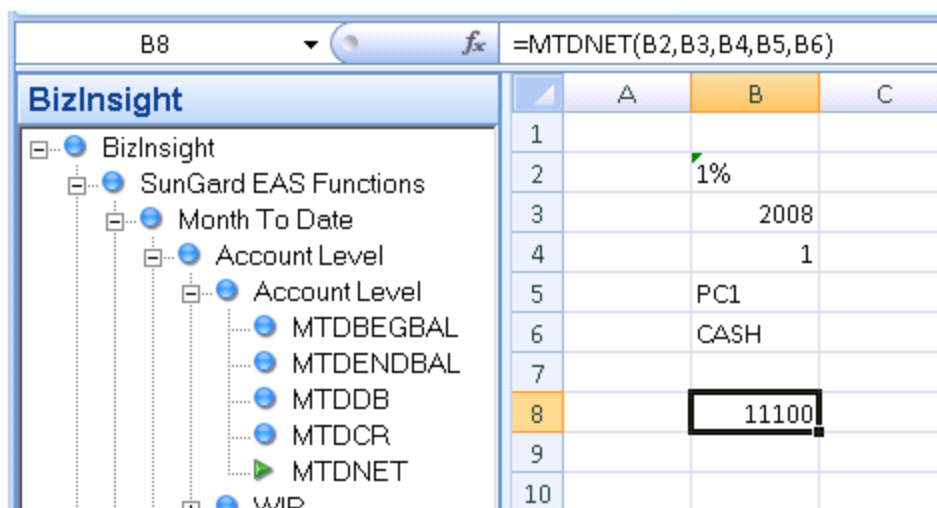 B8 fx =MTDNET(B2,B3,B4,B5,B6)
BizInsight
BizInsight
SunGard EAS Functions
Month To Date
Account Level
Account Level
MTDBEGBAL
MTDENDBAL
MTDDB
MTDCR
MTDNET
WIP
A B C
1
2 1%
3 2008
4 1
5 PC1
6 CASH
7
8 11100
9
10